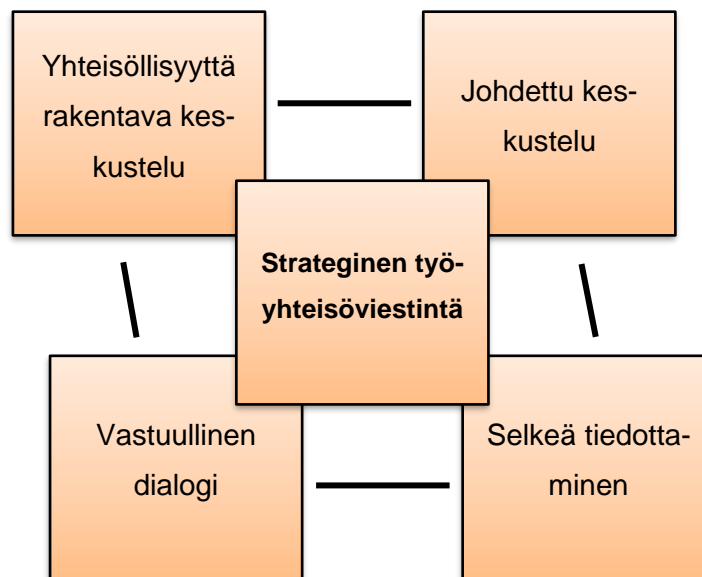 Yhteisöllisyyttä
rakentava kes-
kustelu
Johdettu kes-
kustelu
Strateginen työ-
yhteisöviestintä
Vastuullinen
dialogi
Selkeä tiedotta-
minen